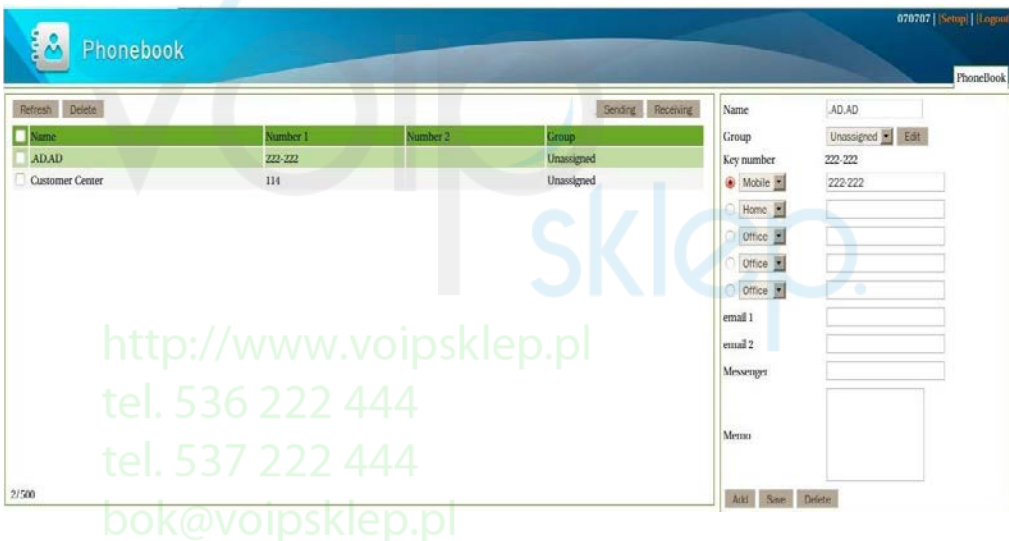 070707 | [Setup] | [Logout
Phonebook
PhoneBook
Refresh Delete Sending Receiving
Name Number 1 Number 2 Group
.AD.AD 222-222 Unassigned
Customer Center 114 Unassigned
2/500
Name .AD.AD
Group Unassigned Edit
Key number 222-222
Mobile 222-222
Home
Office
Office
Office
email 1
email 2
Messenger
Memo
Add Save Delete
voip
sklep.
http://www.voipsklep.pl
tel. 536 222 444
tel. 537 222 444
bok@voipsklep.pl